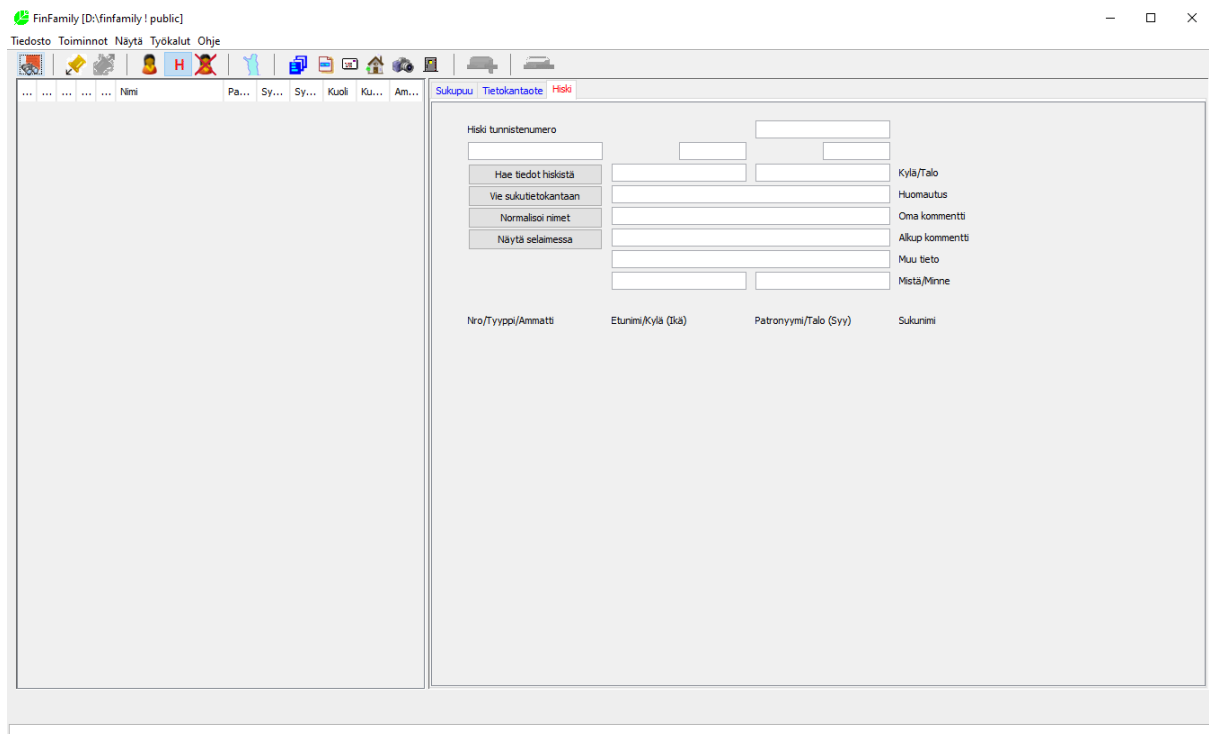 FinFamily [D:\finfamily ! public]
Tiedosto Toiminnot Näytä Työkalut Ohje
H
... ... ... ... ... Nimi Pa... Sy... Sy... Kuoli Ku... Am...
Sukupuu Tietokantaote Hiski
Hiski tunnistenumero
Hae tiedot hiskistä Kylä/Talo
Vie sukutietokantaan Huomautus
Normalisoi nimet Oma kommentti
Näytä selaimessa Alkup kommentti
Muu tieto
Mistä/Minne
Nro/Tyyppi/Ammatti Etunimi/Kylä (Ikä) Patronyymi/Talo (Syy) Sukunimi